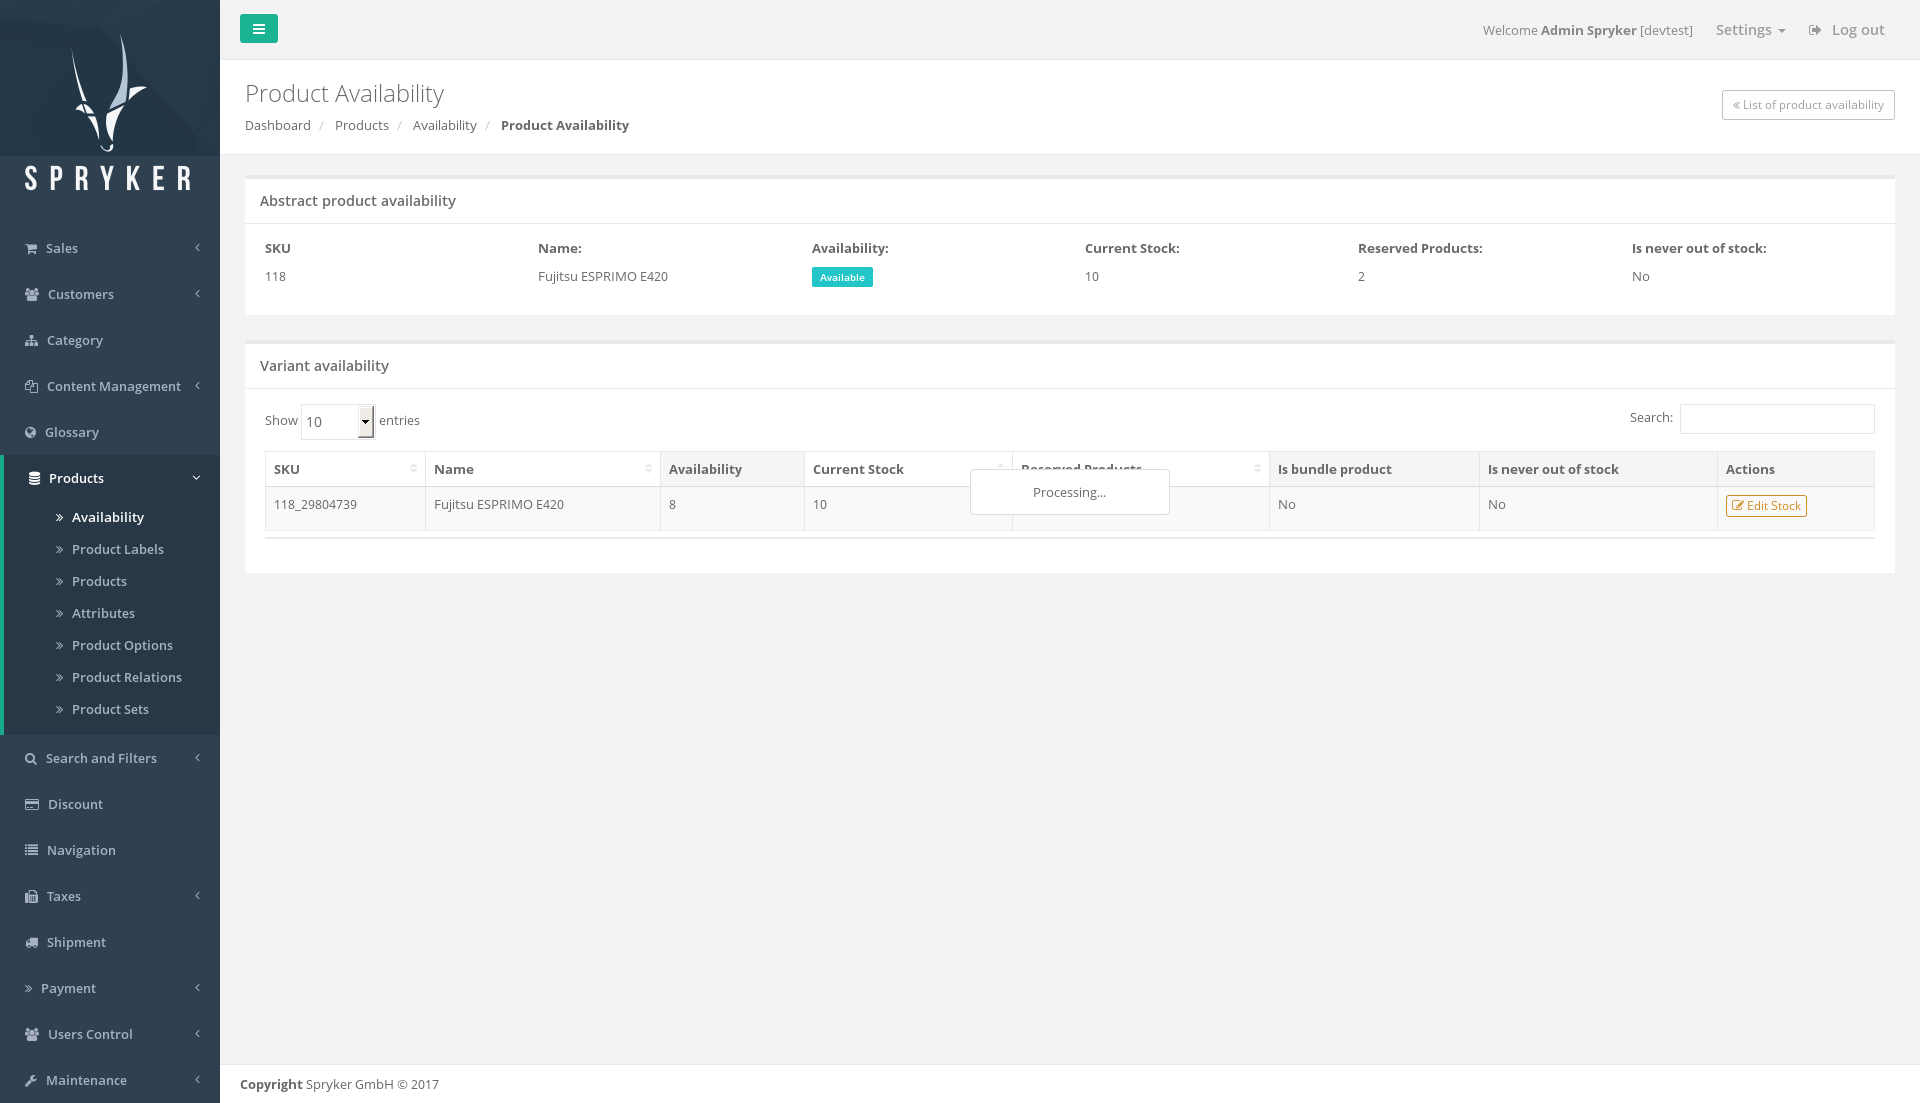 SPRYKER
Sales
Customers
Category
Content Management
Glossary
Products
Availability
Product Labels
Products
Attributes
Product Options
Product Relations
Product Sets
Search and Filters
Discount
Navigation
Taxes
Shipment
Payment
Users Control
Maintenance
Welcome Admin Spryker [devtest] Settings Log out
Product Availability
Dashboard / Products / Availability / Product Availability
« List of product availability
Abstract product availability
SKU Name: Availability: Current Stock: Reserved Products: Is never out of stock:
118 Fujitsu ESPRIMO E420 Available 10 2 No
Variant availability
Show 10 entries Search:
SKU Name Availability Current Stock Reserved Products Is bundle product Is never out of stock Actions
Processing...
118_29804739 Fujitsu ESPRIMO E420 8 10 No No Edit Stock
Copyright Spryker GmbH © 2017